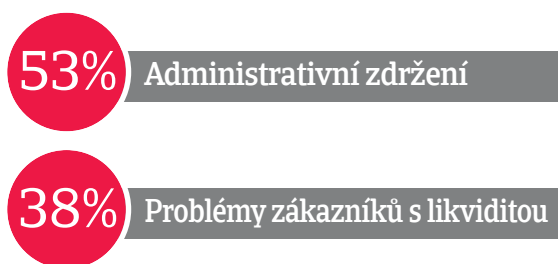 53% Administrativní zdržení
38% Problémy zákazníků s likviditou